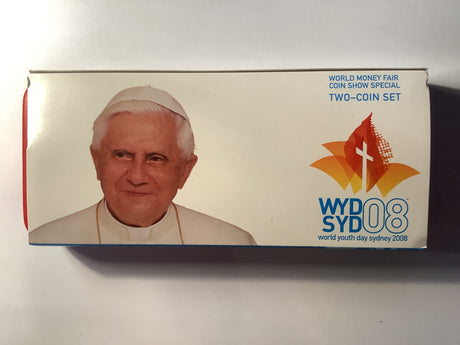 WORLD MONEY FAIR
COIN SHOW SPECIAL
TWO-COIN SET
WYD
SYD08
world youth day sydney 2008